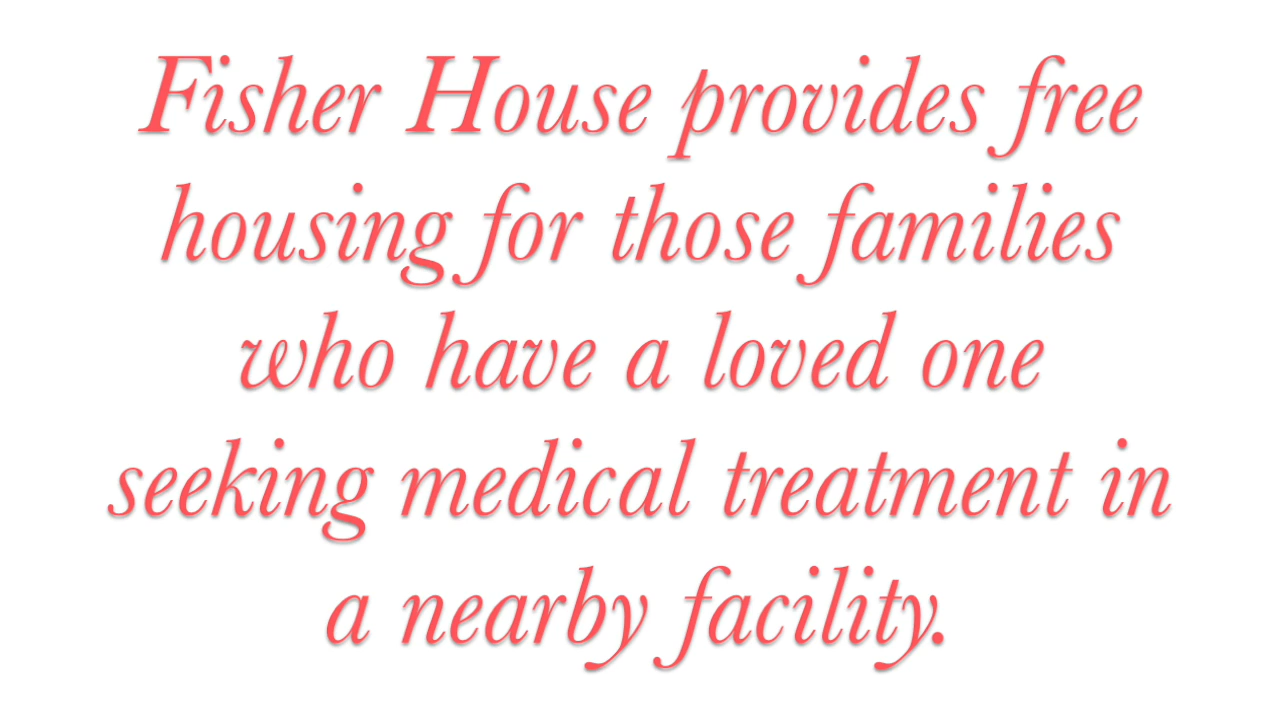 Fisher House provides free
housing for those families
who have a loved one
seeking medical treatment in
a nearby facility.